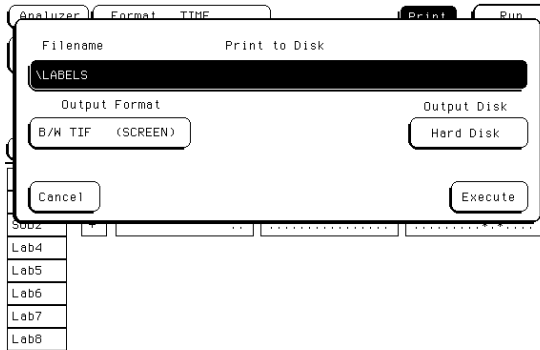 Analyzer Format TIME Print Run
Filename Print to Disk
\LABELS
Output Format Output Disk
B/W TIF (SCREEN) Hard Disk
Cancel Execute
+ .. ................ .........*.*....
Lab4
Lab5
Lab6
Lab7
Lab8